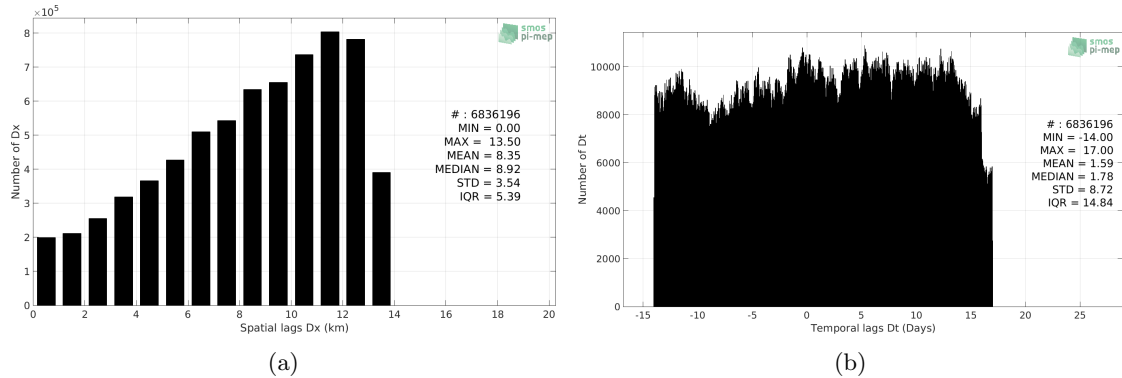 ×10⁵
8
7
6
5
4
3
2
1
0
Number of Dx
smos
pi-mep
# : 6836196
MIN = 0.00
MAX = 13.50
MEAN = 8.35
MEDIAN = 8.92
STD = 3.54
IQR = 5.39
0 2 4 6 8 10 12 14 16 18 20
Spatial lags Dx (km)
(a)
10000
8000
6000
4000
2000
0
Number of Dt
smos
pi-mep
# : 6836196
MIN = -14.00
MAX = 17.00
MEAN = 1.59
MEDIAN = 1.78
STD = 8.72
IQR = 14.84
-15 -10 -5 0 5 10 15 20 25
Temporal lags Dt (Days)
(b)